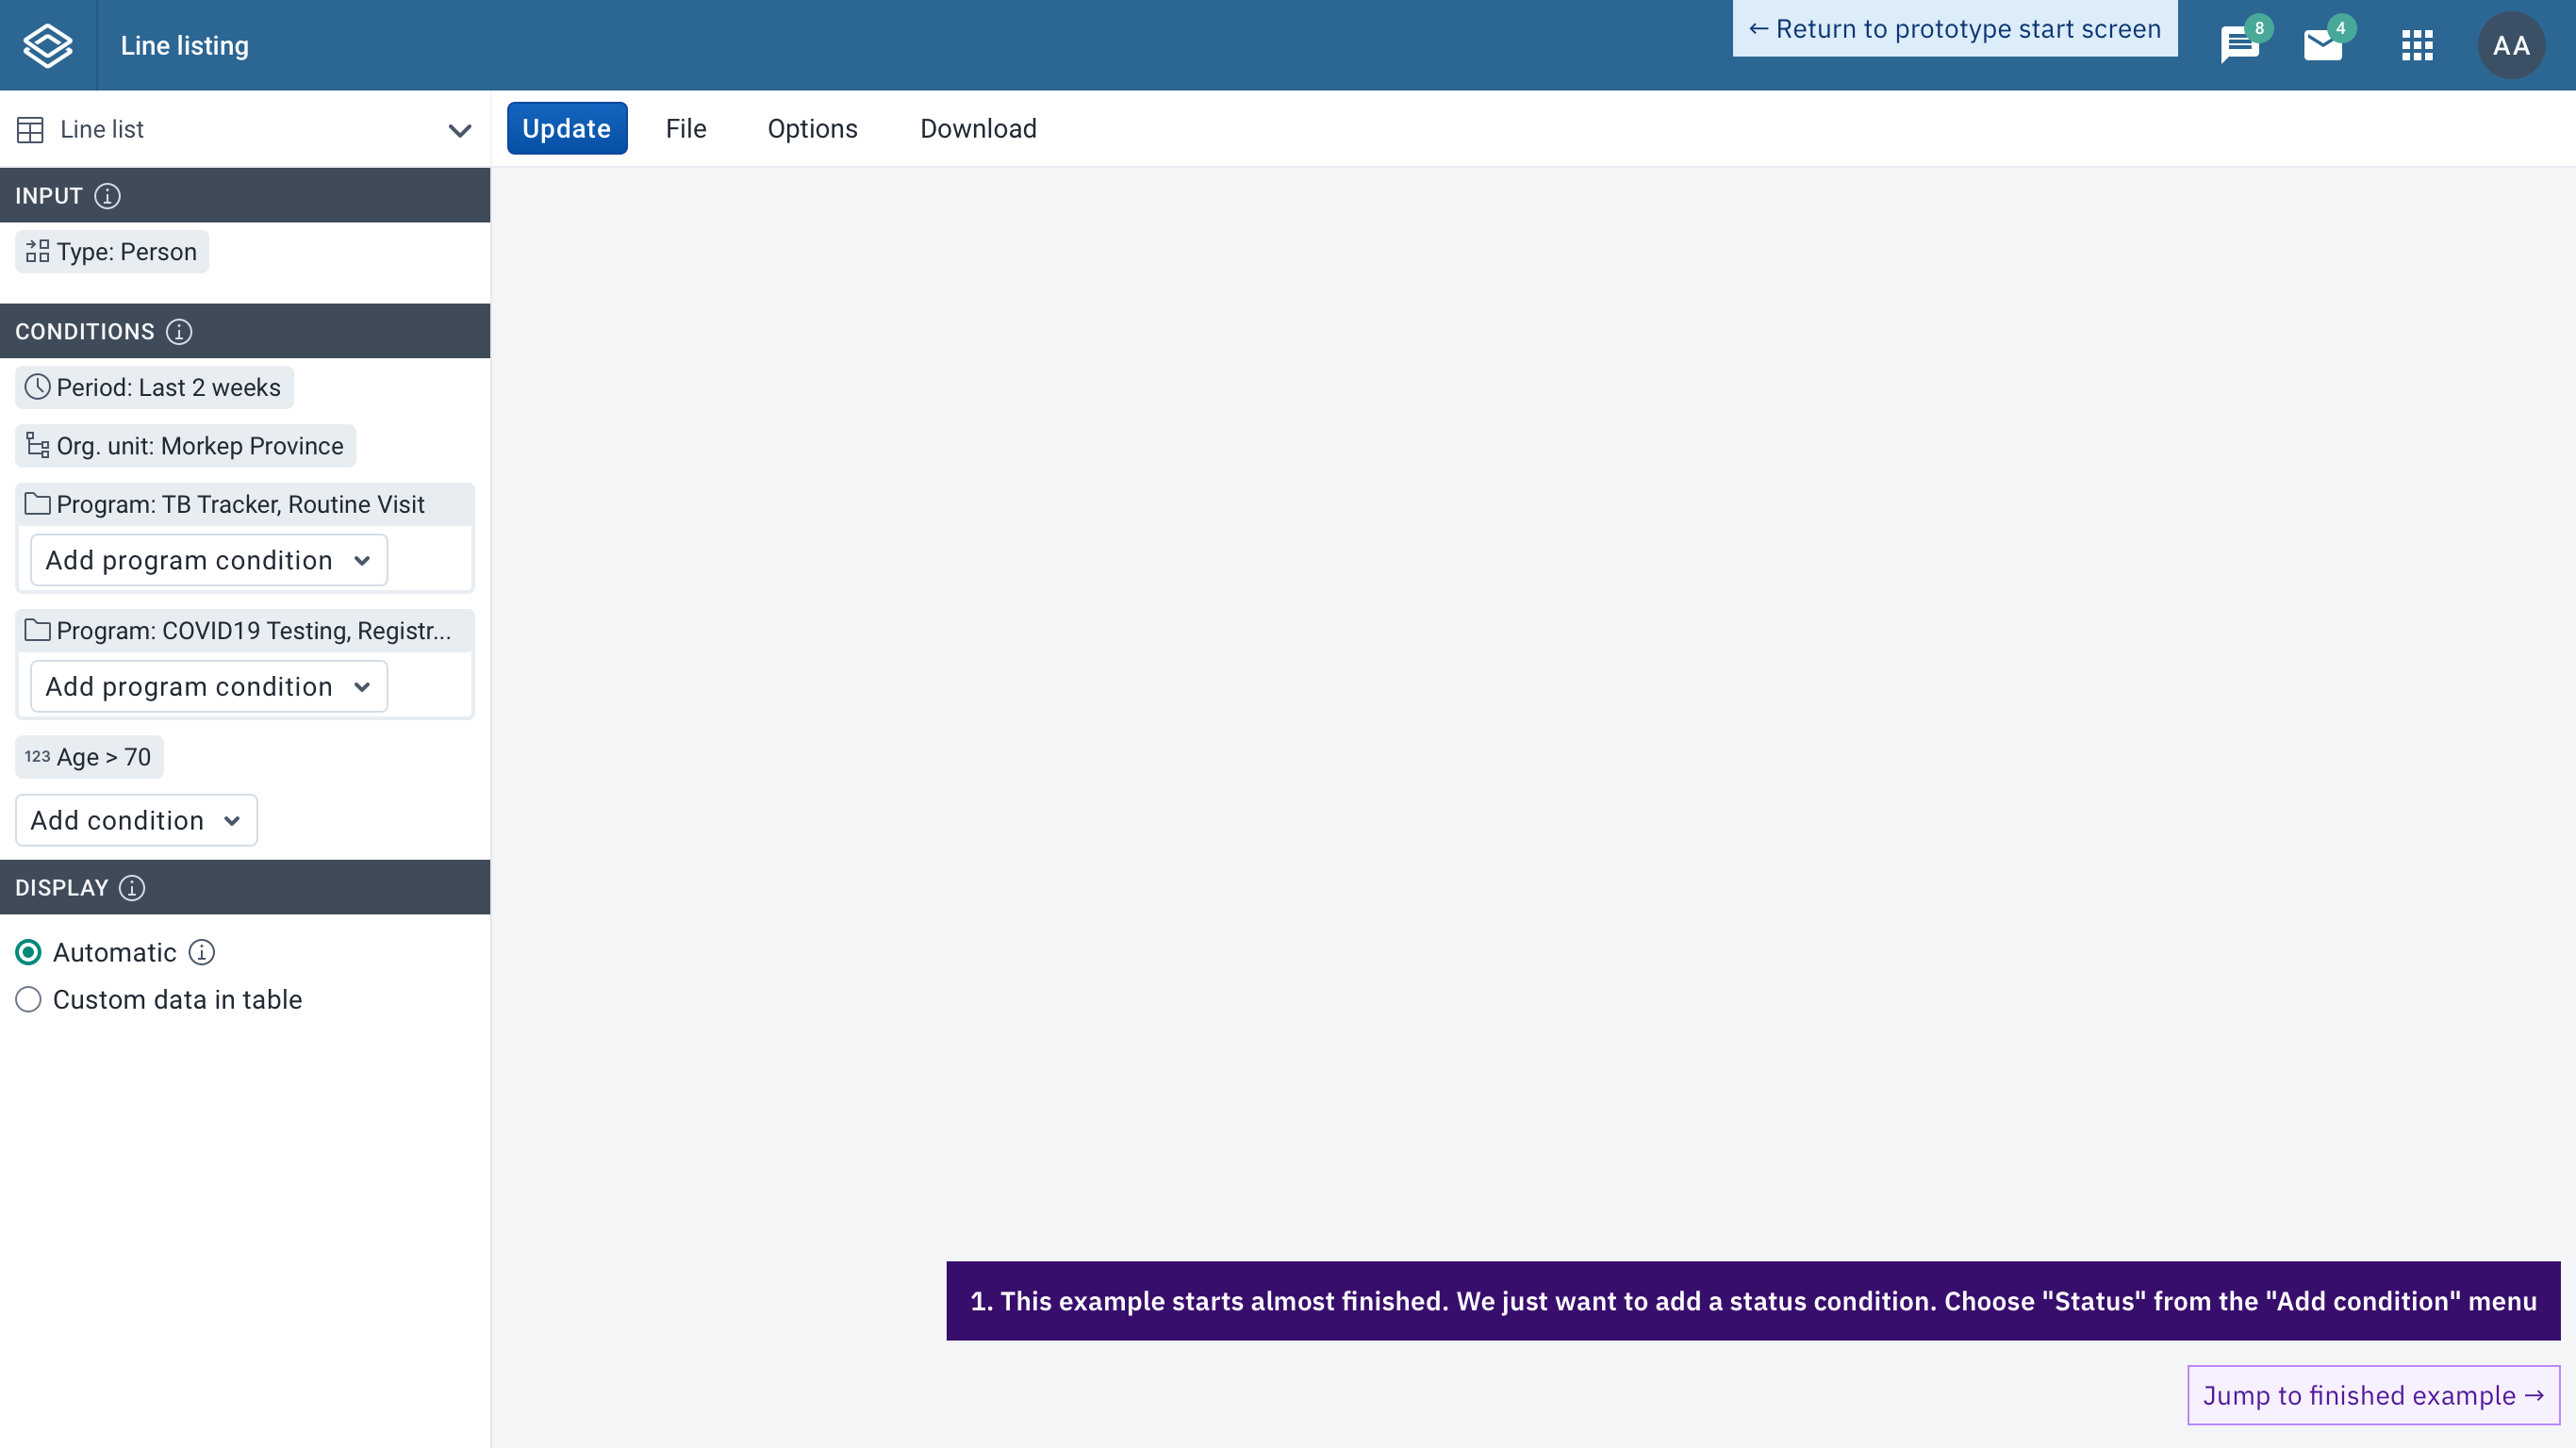 Line listing
← Return to prototype start screen
8
4
AA
Line list
Update
File
Options
Download
INPUT
Type: Person
CONDITIONS
Period: Last 2 weeks
Org. unit: Morkep Province
Program: TB Tracker, Routine Visit
Add program condition
Program: COVID19 Testing, Registr...
Add program condition
123 Age > 70
Add condition
DISPLAY
Automatic
Custom data in table
1. This example starts almost finished. We just want to add a status condition. Choose "Status" from the "Add condition" menu
Jump to finished example →